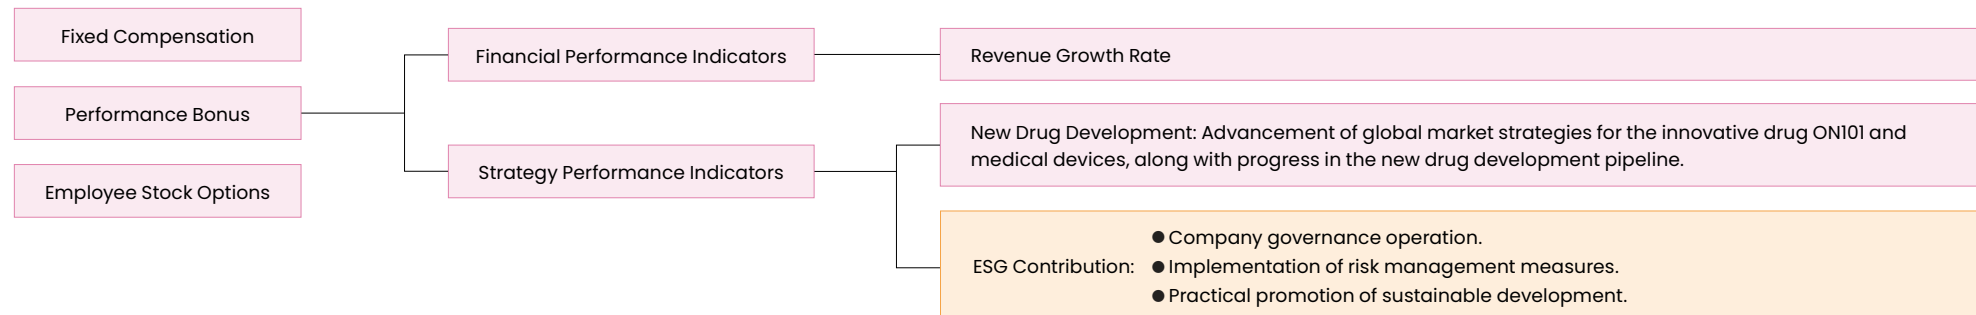 Fixed Compensation
Performance Bonus
Employee Stock Options
Financial Performance Indicators
Strategy Performance Indicators
Revenue Growth Rate
New Drug Development: Advancement of global market strategies for the innovative drug ON101 and
medical devices, along with progress in the new drug development pipeline.
ESG Contribution:
● Company governance operation.
● Implementation of risk management measures.
● Practical promotion of sustainable development.